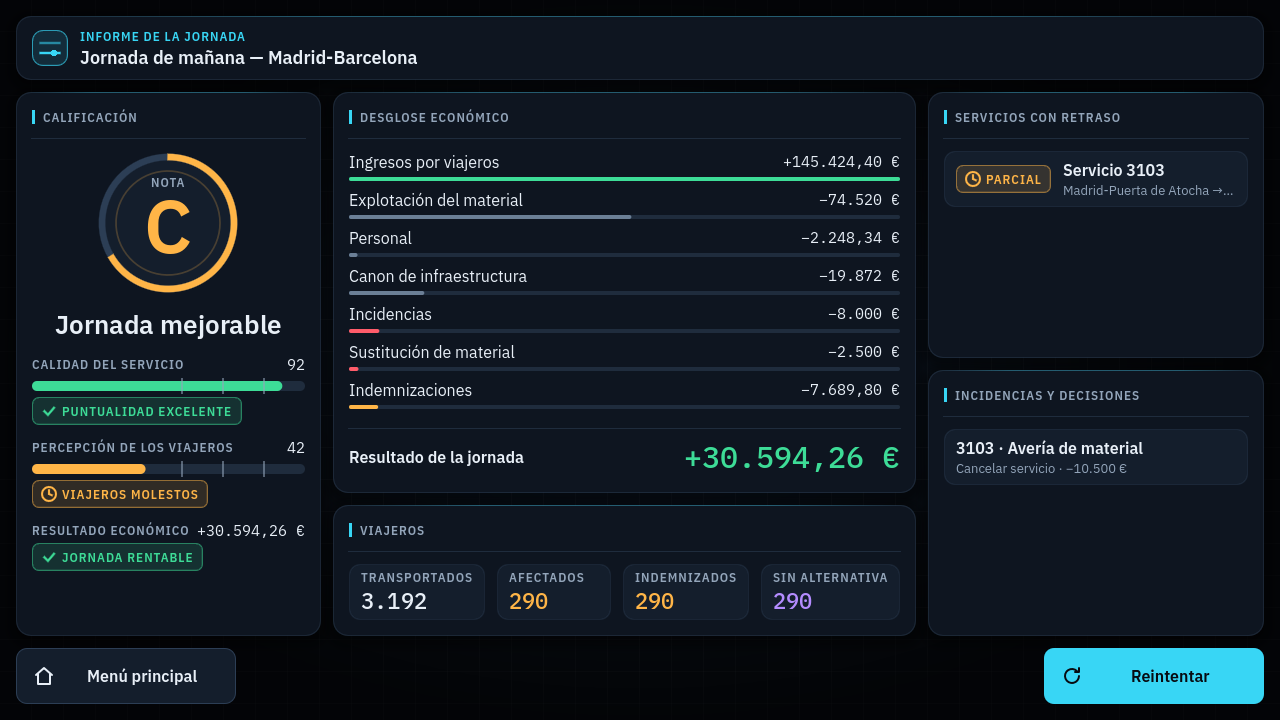 INFORME DE LA JORNADA
Jornada de mañana — Madrid-Barcelona
CALIFICACIÓN
NOTA
C
Jornada mejorable
CALIDAD DEL SERVICIO 92
PUNTUALIDAD EXCELENTE
PERCEPCIÓN DE LOS VIAJEROS 42
VIAJEROS MOLESTOS
RESULTADO ECONÓMICO +30.594,26 €
JORNADA RENTABLE
DESGLOSE ECONÓMICO
Ingresos por viajeros +145.424,40 €
Explotación del material −74.520 €
Personal −2.248,34 €
Canon de infraestructura −19.872 €
Incidencias −8.000 €
Sustitución de material −2.500 €
Indemnizaciones −7.689,80 €
Resultado de la jornada +30.594,26 €
VIAJEROS
TRANSPORTADOS AFECTADOS INDEMNIZADOS SIN ALTERNATIVA
3.192 290 290 290
SERVICIOS CON RETRASO
PARCIAL
Servicio 3103
Madrid-Puerta de Atocha →...
INCIDENCIAS Y DECISIONES
3103 · Avería de material
Cancelar servicio · −10.500 €
Menú principal
Reintentar